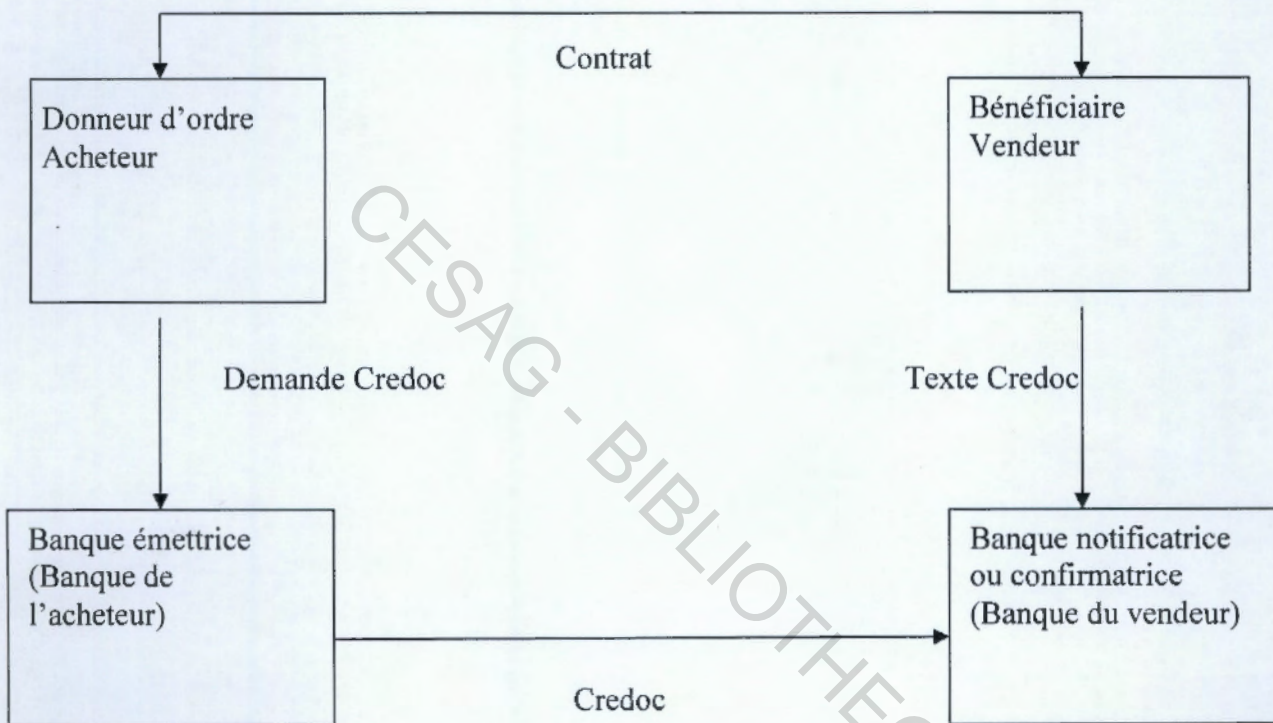 Contrat
Donneur d'ordre
Acheteur
Bénéficiaire
Vendeur
Demande Credoc
Texte Credoc
Banque émettrice
(Banque de
l'acheteur)
Banque notificatrice
ou confirmatrice
(Banque du vendeur)
Credoc
CESAG - BIBLIOTHEQ